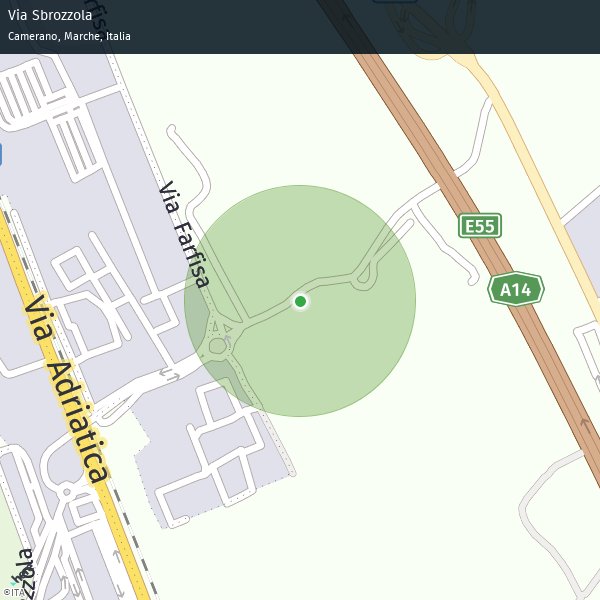 Via Sbrozzola
Camerano, Marche, Italia
Via Farfisa
E55
A14
Via Adriatica
©ITA